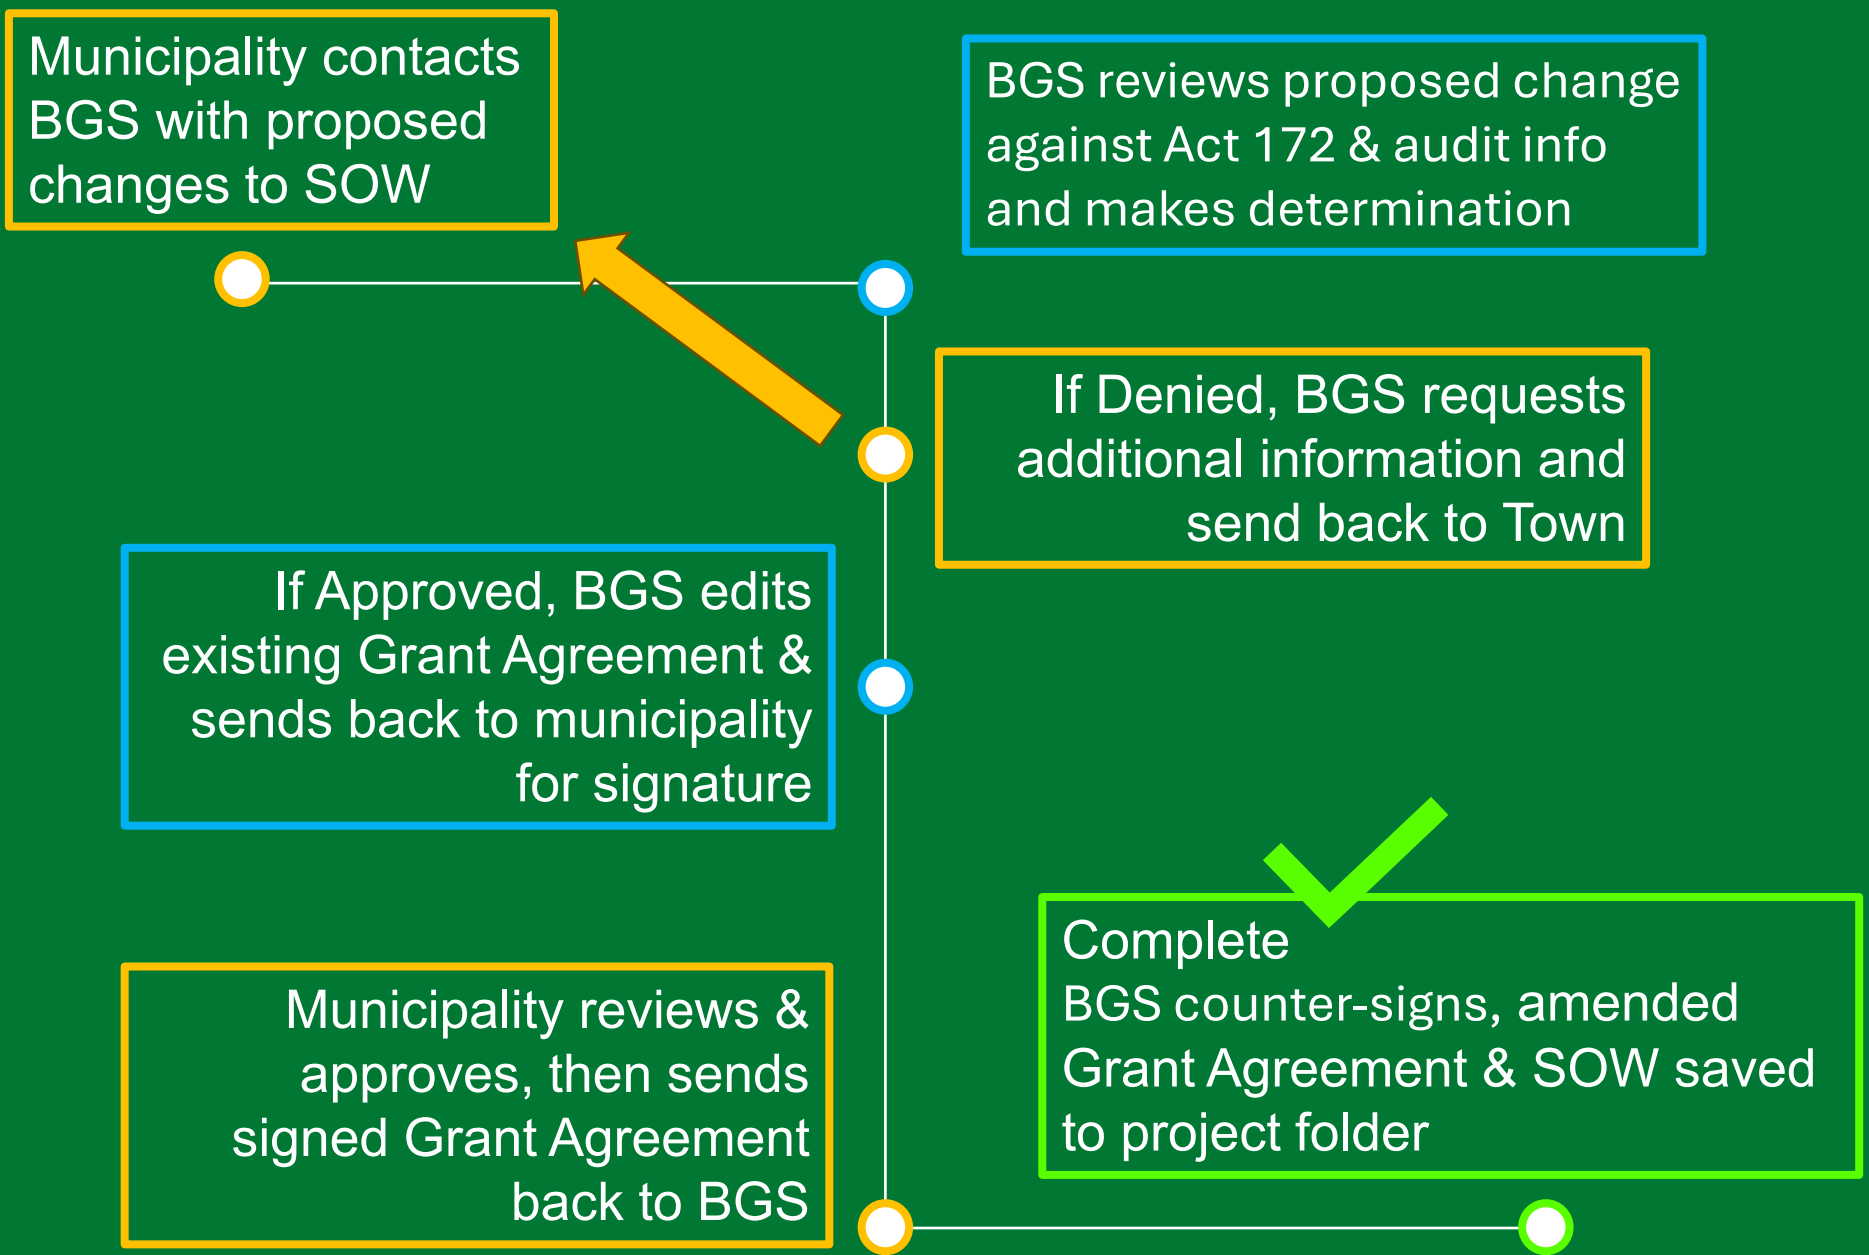 Municipality contacts
BGS with proposed
changes to SOW
BGS reviews proposed change
against Act 172 & audit info
and makes determination
If Denied, BGS requests
additional information and
send back to Town
If Approved, BGS edits
existing Grant Agreement &
sends back to municipality
for signature
Municipality reviews &
approves, then sends
signed Grant Agreement
back to BGS
Complete
BGS counter-signs, amended
Grant Agreement & SOW saved
to project folder